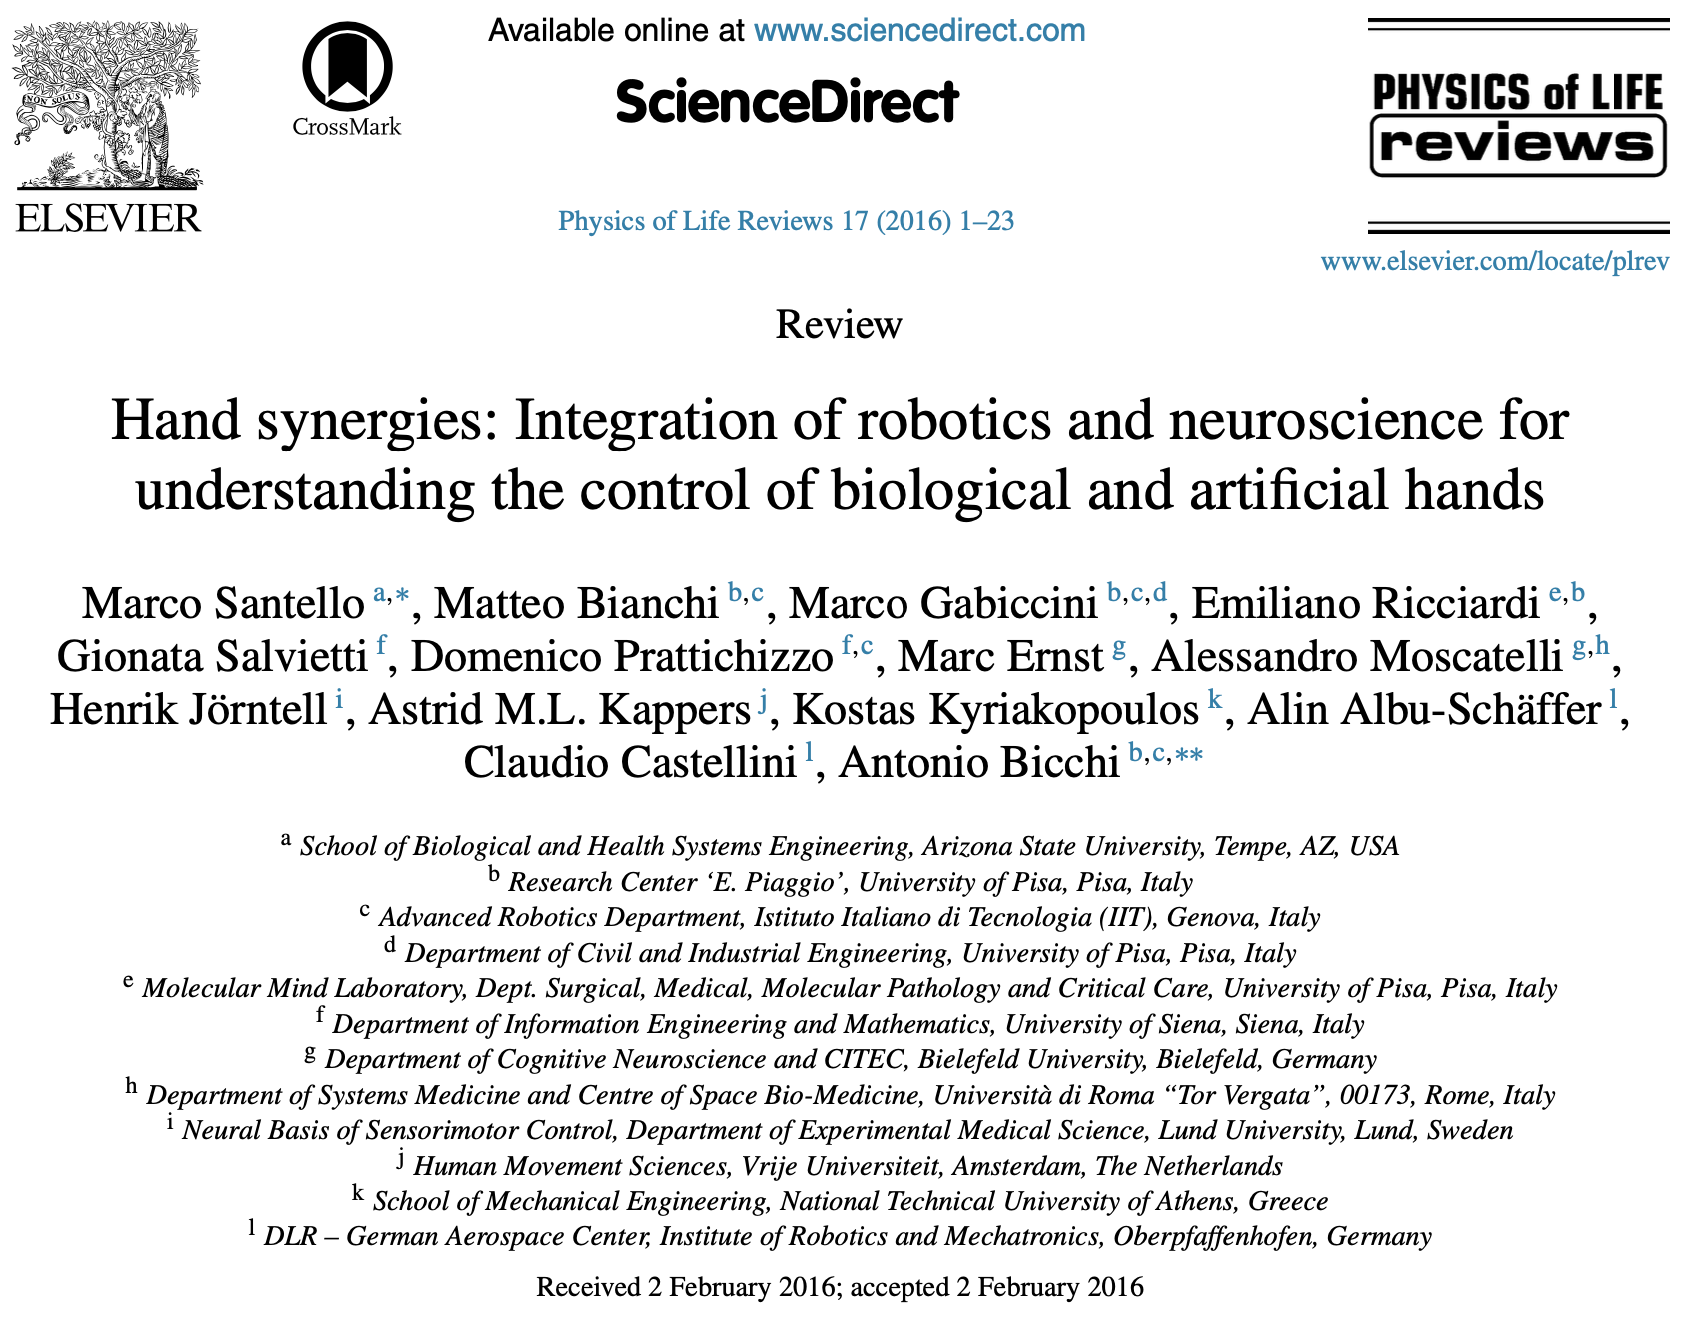 Available online at www.sciencedirect.com
CrossMark
ScienceDirect
PHYSICS of LIFE
reviews
NON SOLUS
ELSEVIER
Physics of Life Reviews 17 (2016) 1–23
www.elsevier.com/locate/plrev
Review
Hand synergies: Integration of robotics and neuroscience for
understanding the control of biological and artificial hands
Marco Santello a,*, Matteo Bianchi b,c, Marco Gabiccini b,c,d, Emiliano Ricciardi e,b,
Gionata Salvietti f, Domenico Prattichizzo f,c, Marc Ernst g, Alessandro Moscatelli g,h,
Henrik Jörntell i, Astrid M.L. Kappers j, Kostas Kyriakopoulos k, Alin Albu-Schäffer l,
Claudio Castellini l, Antonio Bicchi b,c,**
a School of Biological and Health Systems Engineering, Arizona State University, Tempe, AZ, USA
b Research Center ‘E. Piaggio’, University of Pisa, Pisa, Italy
c Advanced Robotics Department, Istituto Italiano di Tecnologia (IIT), Genova, Italy
d Department of Civil and Industrial Engineering, University of Pisa, Pisa, Italy
e Molecular Mind Laboratory, Dept. Surgical, Medical, Molecular Pathology and Critical Care, University of Pisa, Pisa, Italy
f Department of Information Engineering and Mathematics, University of Siena, Siena, Italy
g Department of Cognitive Neuroscience and CITEC, Bielefeld University, Bielefeld, Germany
h Department of Systems Medicine and Centre of Space Bio-Medicine, Università di Roma “Tor Vergata”, 00173, Rome, Italy
i Neural Basis of Sensorimotor Control, Department of Experimental Medical Science, Lund University, Lund, Sweden
j Human Movement Sciences, Vrije Universiteit, Amsterdam, The Netherlands
k School of Mechanical Engineering, National Technical University of Athens, Greece
l DLR – German Aerospace Center, Institute of Robotics and Mechatronics, Oberpfaffenhofen, Germany
Received 2 February 2016; accepted 2 February 2016